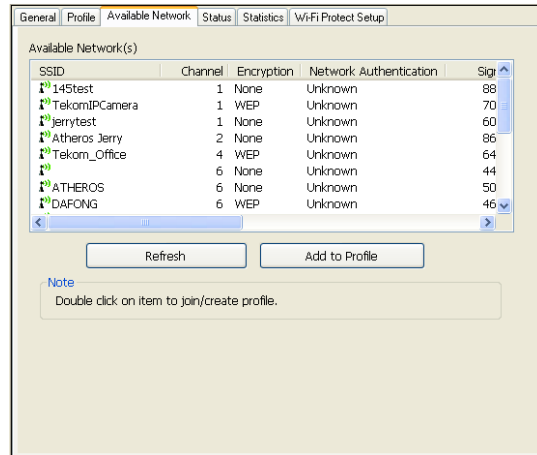 General Profile Available Network Status Statistics Wi-Fi Protect Setup
Available Network(s)
SSID Channel Encryption Network Authentication Sigr
145test 1 None Unknown 88
TekomIPCamera 1 WEP Unknown 70
jerrytest 1 None Unknown 60
Atheros Jerry 2 None Unknown 86
Tekom_Office 4 WEP Unknown 64
6 None Unknown 44
ATHEROS 6 None Unknown 50
DAFONG 6 WEP Unknown 46
Refresh Add to Profile
Note
Double click on item to join/create profile.